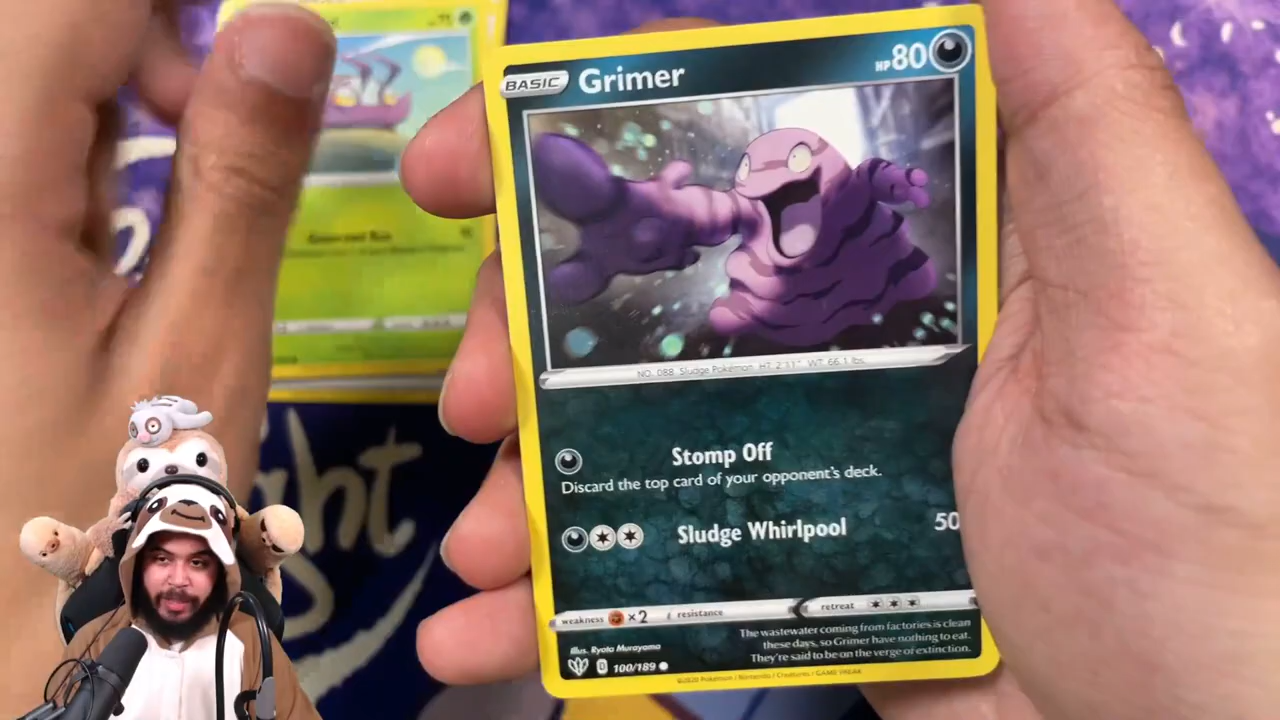 BASIC Grimer HP 80
NO. 088 Sludge Pokémon HT: 2'11" WT: 66.1 lbs.
Stomp Off
Discard the top card of your opponent's deck.
Sludge Whirlpool 50
weakness ×2 resistance retreat
Illus. Ryota Murayama
The wastewater coming from factories is clean
these days, so Grimer have nothing to eat.
They're said to be on the verge of extinction.
D 100/189
©2020 Pokémon / Nintendo / Creatures / GAME FREAK